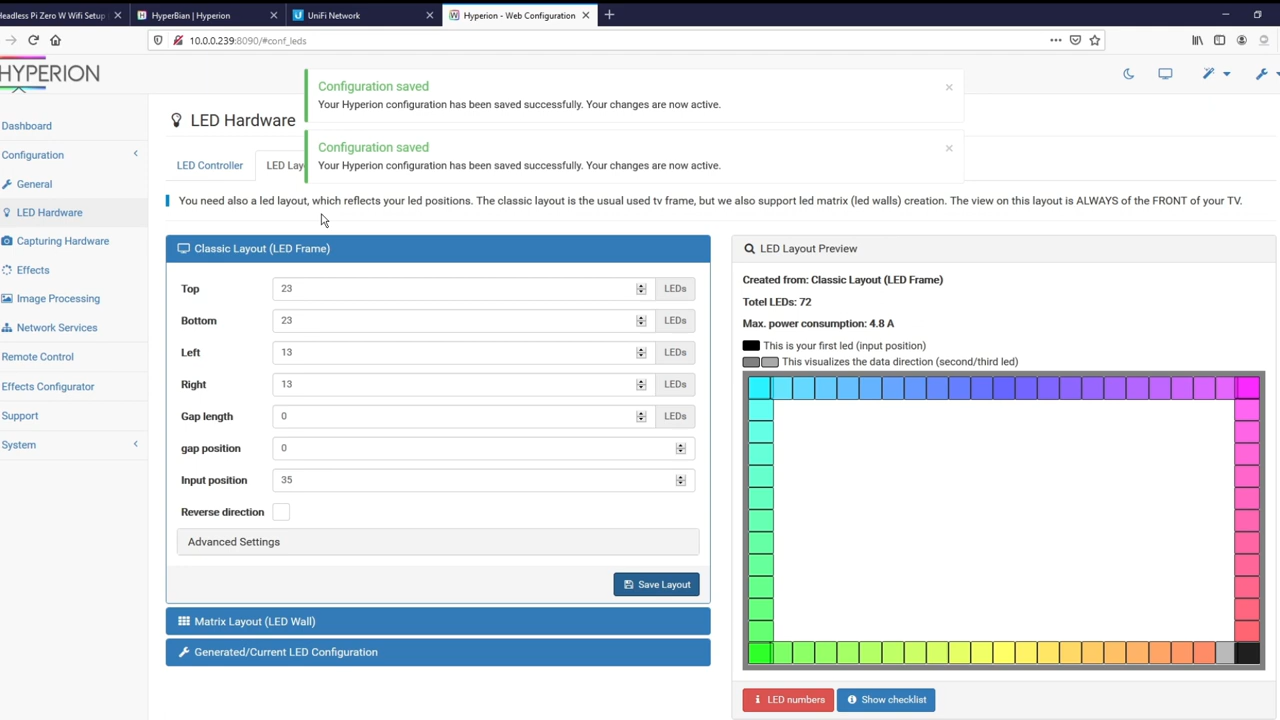 Headless Pi Zero W Wifi Setup
HyperBian | Hyperion
UniFi Network
Hyperion - Web Configuration
10.0.0.239:8090/#conf_leds
HYPERION
Configuration saved
Your Hyperion configuration has been saved successfully. Your changes are now active.
Configuration saved
Your Hyperion configuration has been saved successfully. Your changes are now active.
Dashboard
Configuration
General
LED Hardware
Capturing Hardware
Effects
Image Processing
Network Services
Remote Control
Effects Configurator
Support
System
LED Hardware
LED Controller
LED Lay
You need also a led layout, which reflects your led positions. The classic layout is the usual used tv frame, but we also support led matrix (led walls) creation. The view on this layout is ALWAYS of the FRONT of your TV.
Classic Layout (LED Frame)
Top 23 LEDs
Bottom 23 LEDs
Left 13 LEDs
Right 13 LEDs
Gap length 0 LEDs
gap position 0
Input position 35
Reverse direction
Advanced Settings
Save Layout
Matrix Layout (LED Wall)
Generated/Current LED Configuration
LED Layout Preview
Created from: Classic Layout (LED Frame)
Totel LEDs: 72
Max. power consumption: 4.8 A
This is your first led (input position)
This visualizes the data direction (second/third led)
LED numbers
Show checklist